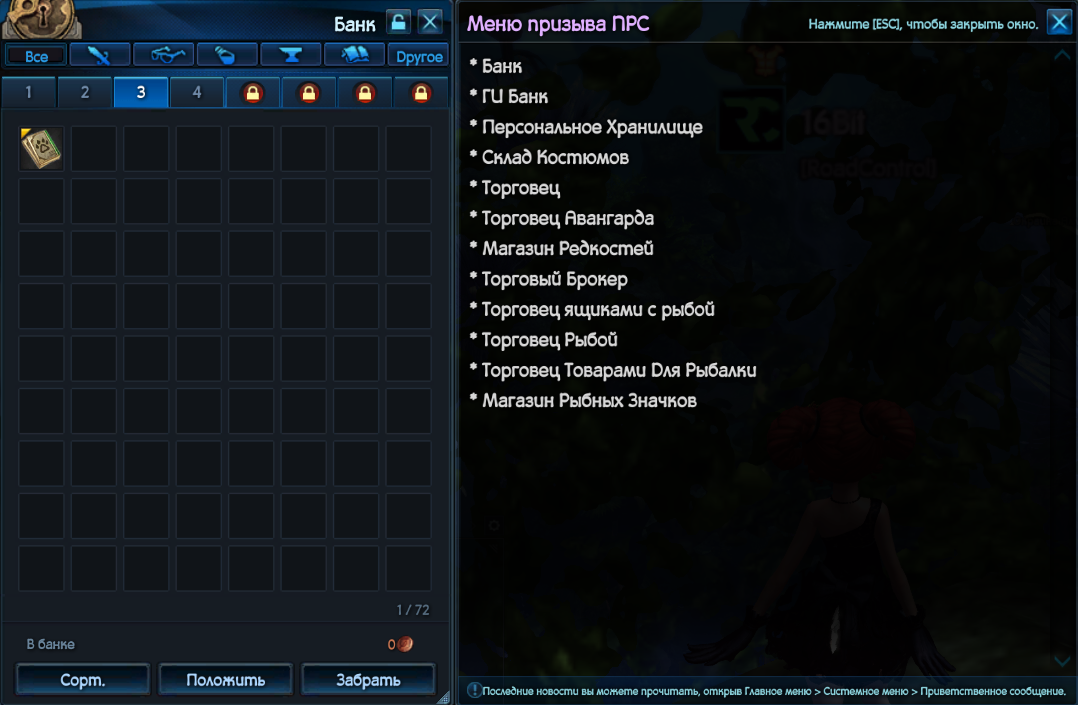 Банк
Все
Другое
1 2 3 4
1 / 72
В банке
0
Сорт. Положить Забрать
Меню призыва NPC
Нажмите [ESC], чтобы закрыть окно.
* Банк
* ГИ Банк
* Персональное Хранилище
* Склад Костюмов
* Торговец
* Торговец Авангарда
* Магазин Редкостей
* Торговый Брокер
* Торговец ящиками с рыбой
* Торговец Рыбой
* Торговец Товарами Для Рыбалки
* Магазин Рыбных Значков
16Bit
[RoadControl]
Последние новости вы можете прочитать, открыв Главное меню > Системное меню > Приветственное сообщение.